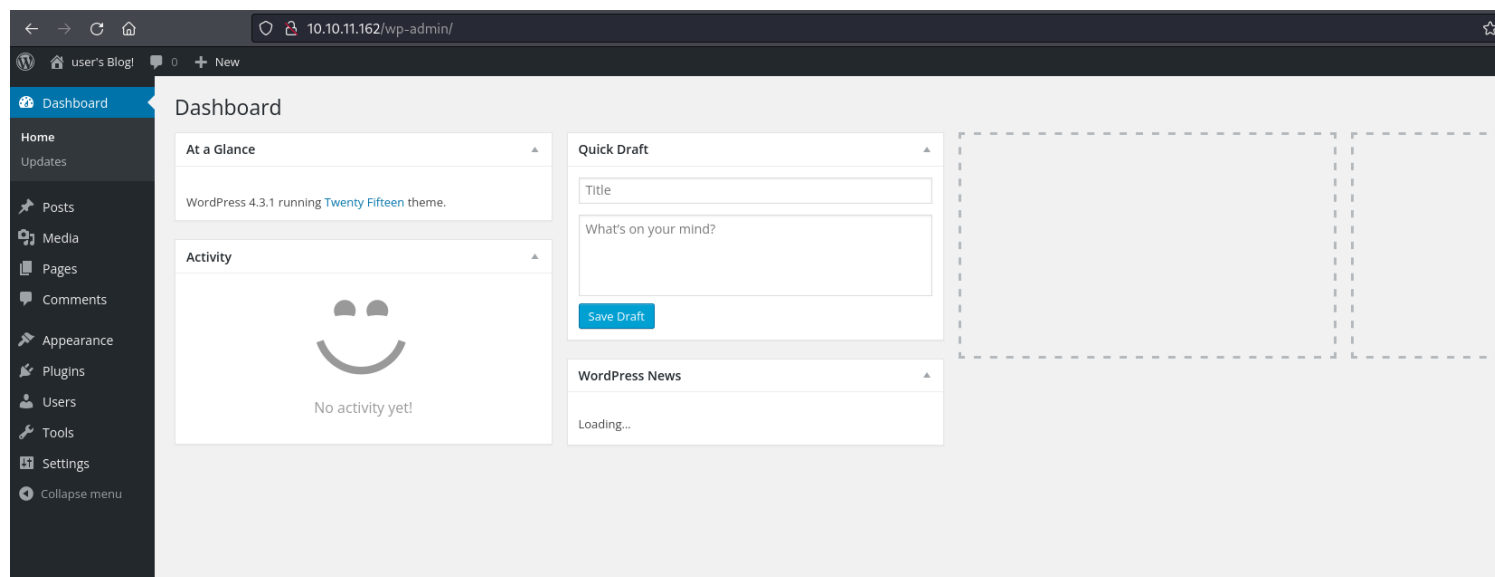 10.10.11.162/wp-admin/
user's Blog! 0 + New
Dashboard
Home
Updates
Posts
Media
Pages
Comments
Appearance
Plugins
Users
Tools
Settings
Collapse menu
Dashboard
At a Glance
WordPress 4.3.1 running Twenty Fifteen theme.
Activity
No activity yet!
Quick Draft
Title
What's on your mind?
Save Draft
WordPress News
Loading...